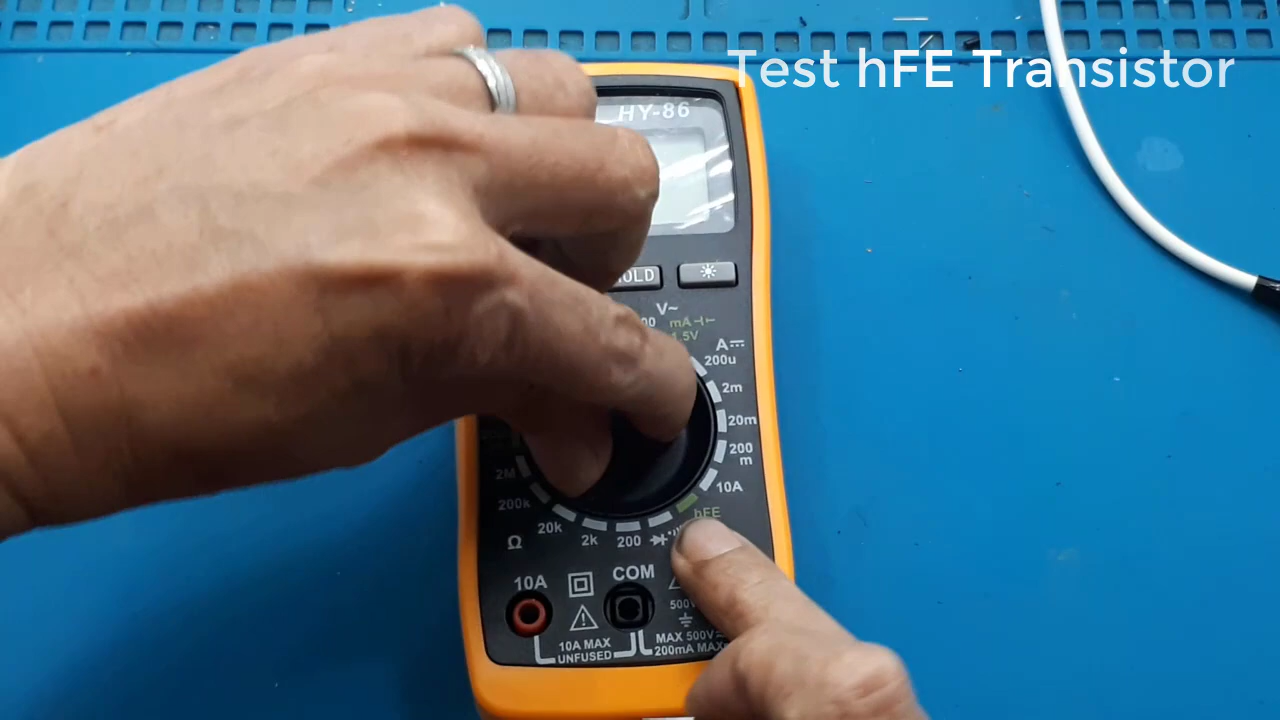 Test hFE Transistor
HY-86
OLD
V~
00
mA
1.5V
A
200u
2m
20m
200
m
10A
hFE
2M
200k
20k
2k
200
Ω
10A
COM
500V
10A MAX
UNFUSED
MAX 500V
200mA MAX